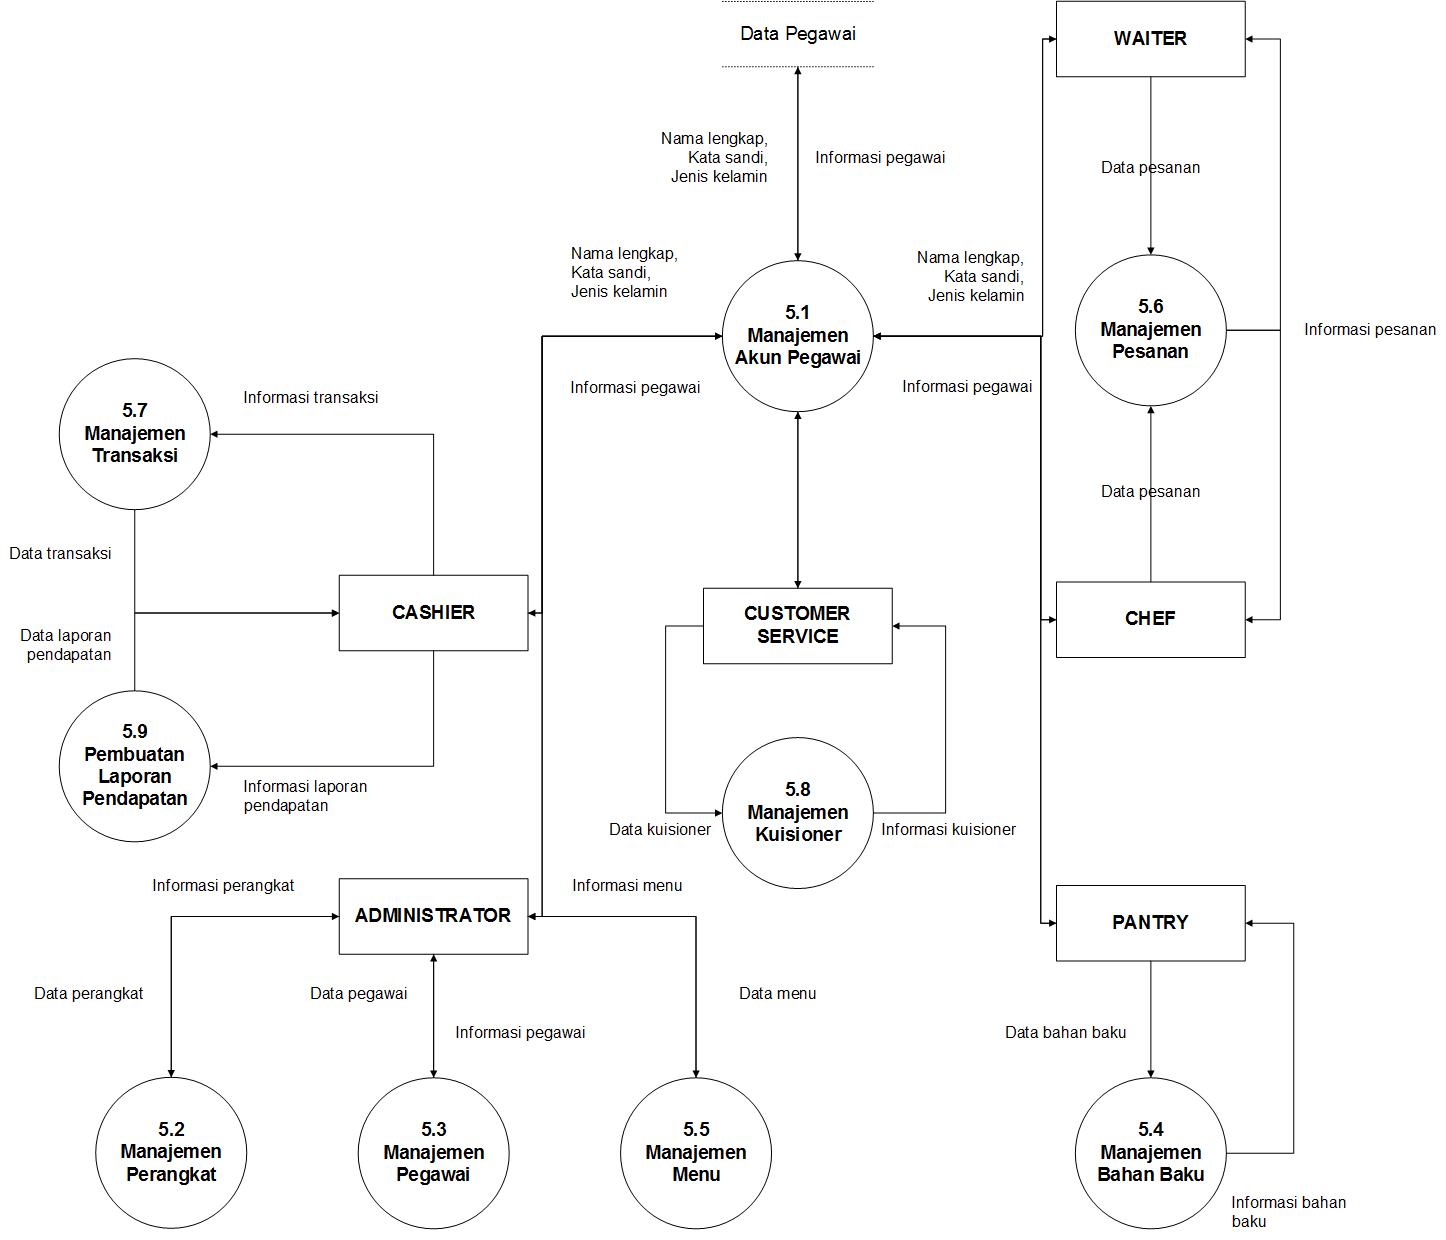 Data Pegawai
WAITER
Nama lengkap,
Kata sandi,
Jenis kelamin
Informasi pegawai
Data pesanan
Nama lengkap,
Kata sandi,
Jenis kelamin
Nama lengkap,
Kata sandi,
Jenis kelamin
5.1
Manajemen
Akun Pegawai
5.6
Manajemen
Pesanan
Informasi pesanan
Informasi pegawai
Informasi pegawai
5.7
Manajemen
Transaksi
Informasi transaksi
Data pesanan
Data transaksi
CASHIER
CUSTOMER
SERVICE
CHEF
Data laporan
pendapatan
5.9
Pembuatan
Laporan
Pendapatan
Informasi laporan
pendapatan
5.8
Manajemen
Kuisioner
Data kuisioner
Informasi kuisioner
Informasi perangkat
ADMINISTRATOR
Informasi menu
PANTRY
Data perangkat
Data pegawai
Informasi pegawai
Data menu
Data bahan baku
5.2
Manajemen
Perangkat
5.3
Manajemen
Pegawai
5.5
Manajemen
Menu
5.4
Manajemen
Bahan Baku
Informasi bahan
baku